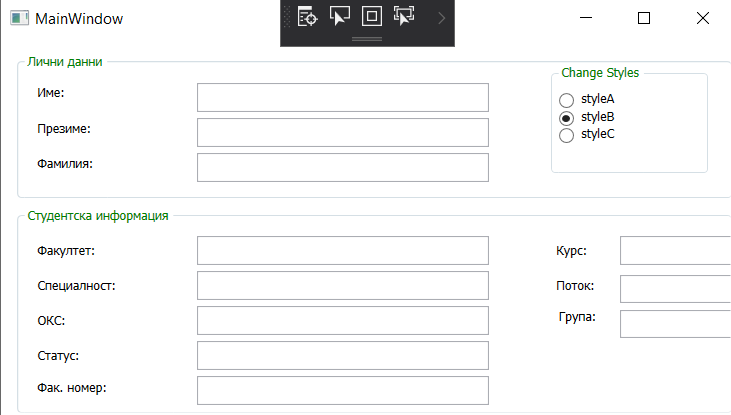 MainWindow
Лични данни
Change Styles
Име:
styleA
styleB
Презиме:
styleC
Фамилия:
Студентска информация
Факултет:
Курс:
Специалност:
Поток:
ОКС:
Група:
Статус:
Фак. номер: